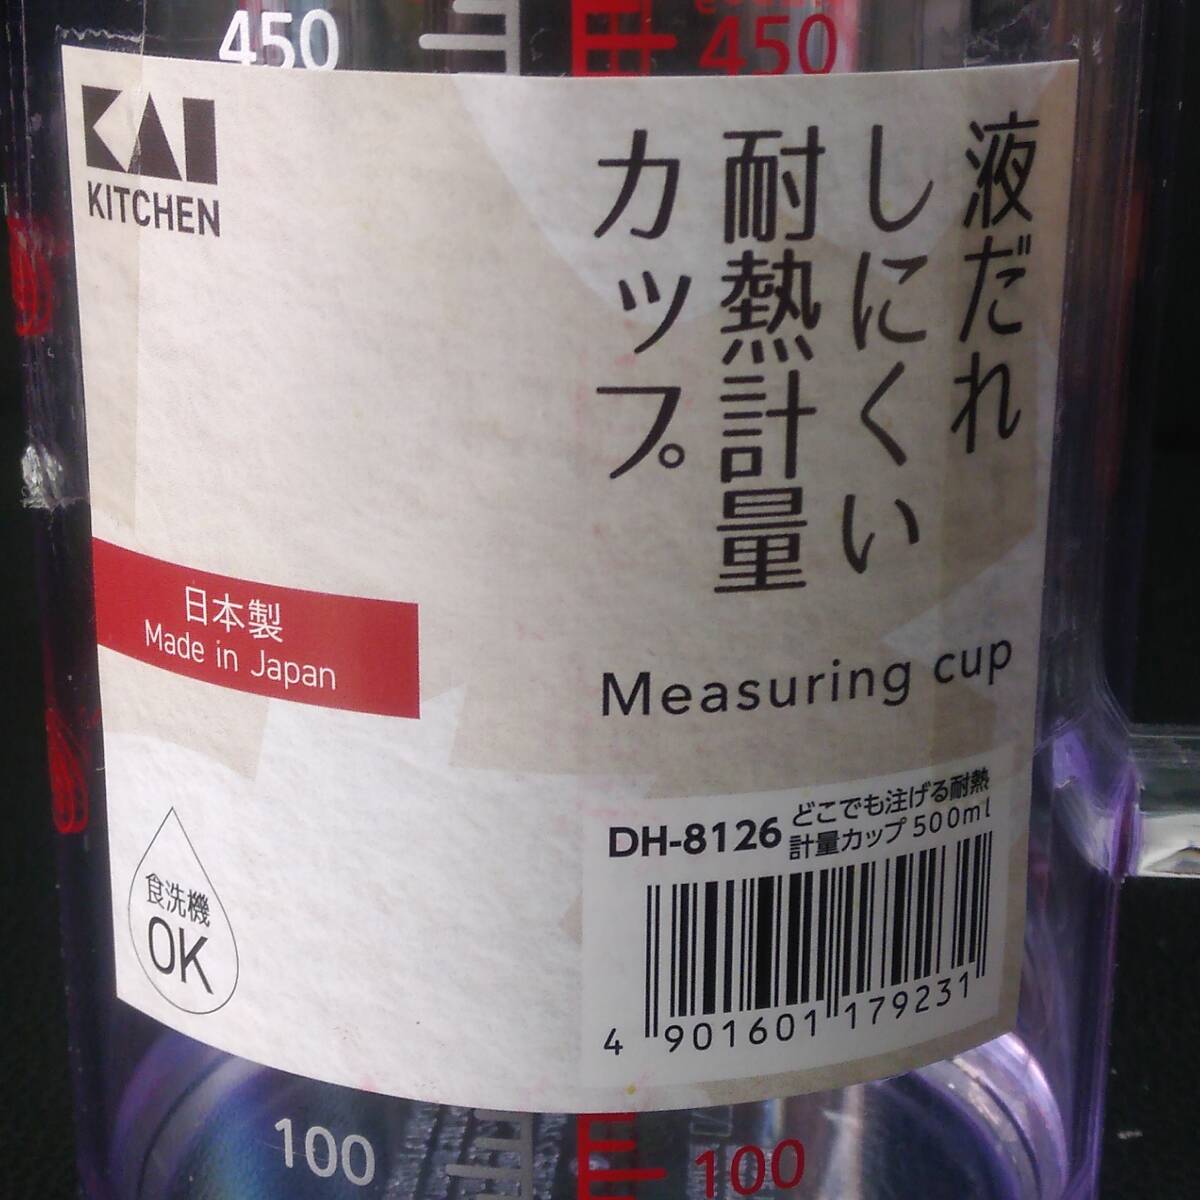 450
450
KAI
KITCHEN
液だれ
しにくい
耐熱計量
カップ
日本製
Made in Japan
Measuring cup
DH-8126
どこでも注げる耐熱
計量カップ 500ml
食洗機
OK
4 901601 179231
100
100